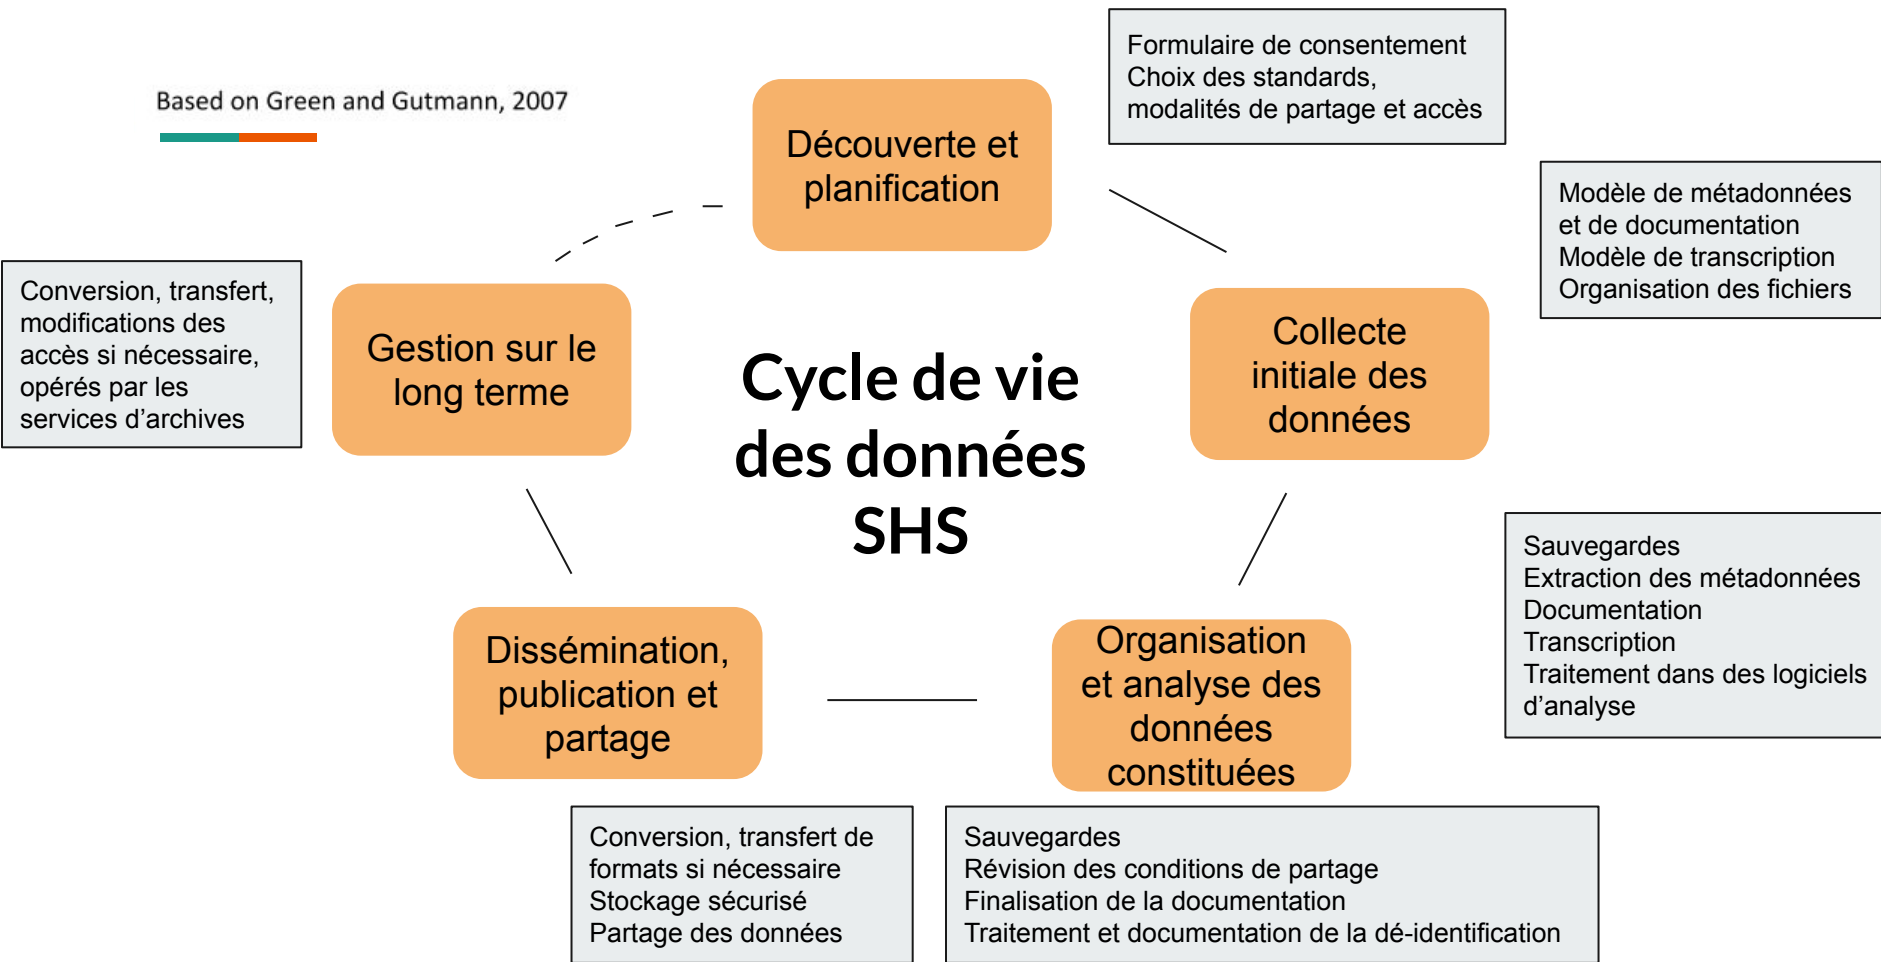 Based on Green and Gutmann, 2007
Formulaire de consentement
Choix des standards,
modalités de partage et accès
Découverte et
planification
Modèle de métadonnées
et de documentation
Modèle de transcription
Organisation des fichiers
Conversion, transfert,
modifications des
accès si nécessaire,
opérés par les
services d’archives
Gestion sur le
long terme
Cycle de vie
des données
SHS
Collecte
initiale des
données
Sauvegardes
Extraction des métadonnées
Documentation
Transcription
Traitement dans des logiciels
d’analyse
Dissémination,
publication et
partage
Organisation
et analyse des
données
constituées
Conversion, transfert de
formats si nécessaire
Stockage sécurisé
Partage des données
Sauvegardes
Révision des conditions de partage
Finalisation de la documentation
Traitement et documentation de la dé-identification